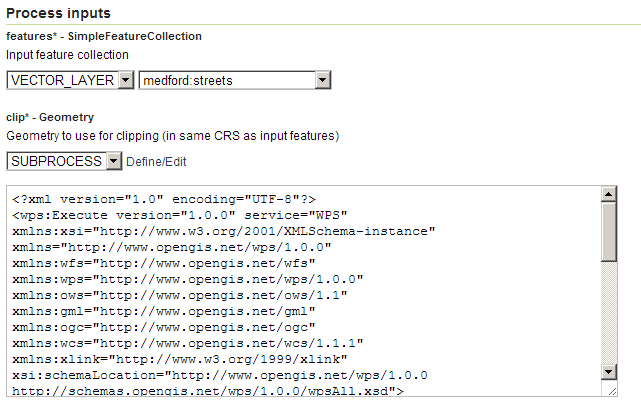 Process inputs
features* - SimpleFeatureCollection
Input feature collection
VECTOR_LAYER medford:streets
clip* - Geometry
Geometry to use for clipping (in same CRS as input features)
SUBPROCESS Define/Edit
<?xml version="1.0" encoding="UTF-8"?>
<wps:Execute version="1.0.0" service="WPS"
xmlns:xsi="http://www.w3.org/2001/XMLSchema-instance"
xmlns="http://www.opengis.net/wps/1.0.0"
xmlns:wfs="http://www.opengis.net/wfs"
xmlns:wps="http://www.opengis.net/wps/1.0.0"
xmlns:ows="http://www.opengis.net/ows/1.1"
xmlns:gml="http://www.opengis.net/gml"
xmlns:ogc="http://www.opengis.net/ogc"
xmlns:wcs="http://www.opengis.net/wcs/1.1.1"
xmlns:xlink="http://www.w3.org/1999/xlink"
xsi:schemaLocation="http://www.opengis.net/wps/1.0.0
http://schemas.opengis.net/wps/1.0.0/wpsAll.xsd">